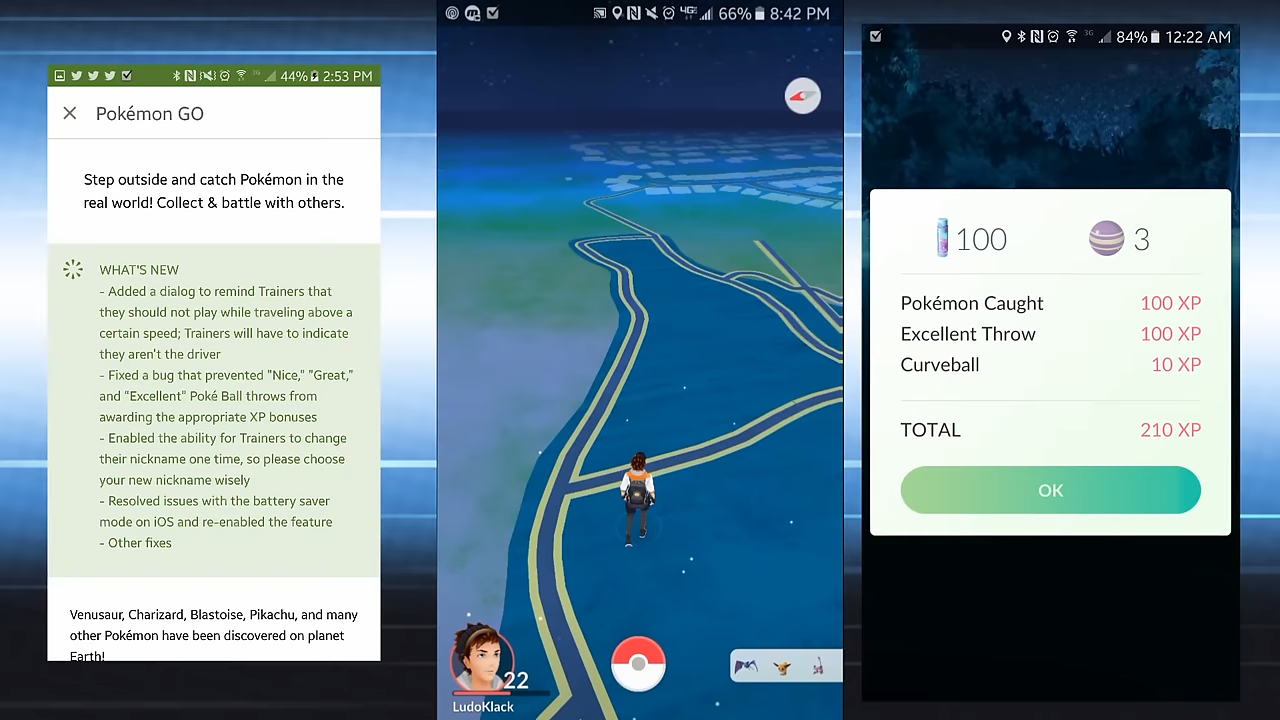 44% 2:53 PM
Pokémon GO
Step outside and catch Pokémon in the
real world! Collect & battle with others.
WHAT'S NEW
- Added a dialog to remind Trainers that
they should not play while traveling above a
certain speed; Trainers will have to indicate
they aren't the driver
- Fixed a bug that prevented "Nice," "Great,"
and "Excellent" Poké Ball throws from
awarding the appropriate XP bonuses
- Enabled the ability for Trainers to change
their nickname one time, so please choose
your new nickname wisely
- Resolved issues with the battery saver
mode on iOS and re-enabled the feature
- Other fixes
Venusaur, Charizard, Blastoise, Pikachu, and many
other Pokémon have been discovered on planet
Earth!
4G 66% 8:42 PM
22
LudoKlack
3G 84% 12:22 AM
100 3
Pokémon Caught 100 XP
Excellent Throw 100 XP
Curveball 10 XP
TOTAL 210 XP
OK